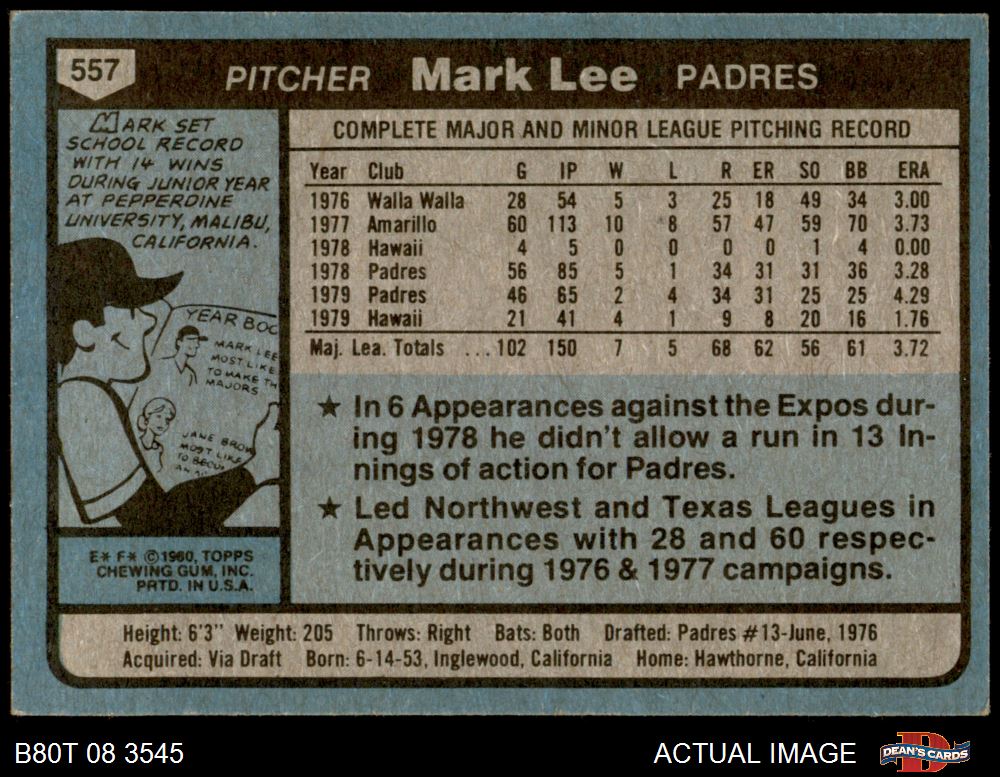 557
PITCHER Mark Lee PADRES
MARK SET
SCHOOL RECORD
WITH 14 WINS
DURING JUNIOR YEAR
AT PEPPERDINE
UNIVERSITY, MALIBU,
CALIFORNIA.
YEAR BOO
MARK LEE
MOST LIKE
TO MAKE TH
MAJORS
JANE BROW
MOST LIKE
TO BECOM
AN A
E✳ F✳ ©1980, TOPPS
CHEWING GUM, INC.
PRTD. IN U.S.A.
COMPLETE MAJOR AND MINOR LEAGUE PITCHING RECORD
Year Club G IP W L R ER SO BB ERA
1976 Walla Walla 28 54 5 3 25 18 49 34 3.00
1977 Amarillo 60 113 10 8 57 47 59 70 3.73
1978 Hawaii 4 5 0 0 0 0 1 4 0.00
1978 Padres 56 85 5 1 34 31 31 36 3.28
1979 Padres 46 65 2 4 34 31 25 25 4.29
1979 Hawaii 21 41 4 1 9 8 20 16 1.76
Maj. Lea. Totals ...102 150 7 5 68 62 56 61 3.72
★ In 6 Appearances against the Expos dur-
ing 1978 he didn't allow a run in 13 In-
nings of action for Padres.
★ Led Northwest and Texas Leagues in
Appearances with 28 and 60 respec-
tively during 1976 & 1977 campaigns.
Height: 6'3" Weight: 205 Throws: Right Bats: Both Drafted: Padres #13-June, 1976
Acquired: Via Draft Born: 6-14-53, Inglewood, California Home: Hawthorne, California
B80T 08 3545
ACTUAL IMAGE
DEAN'S CARDS